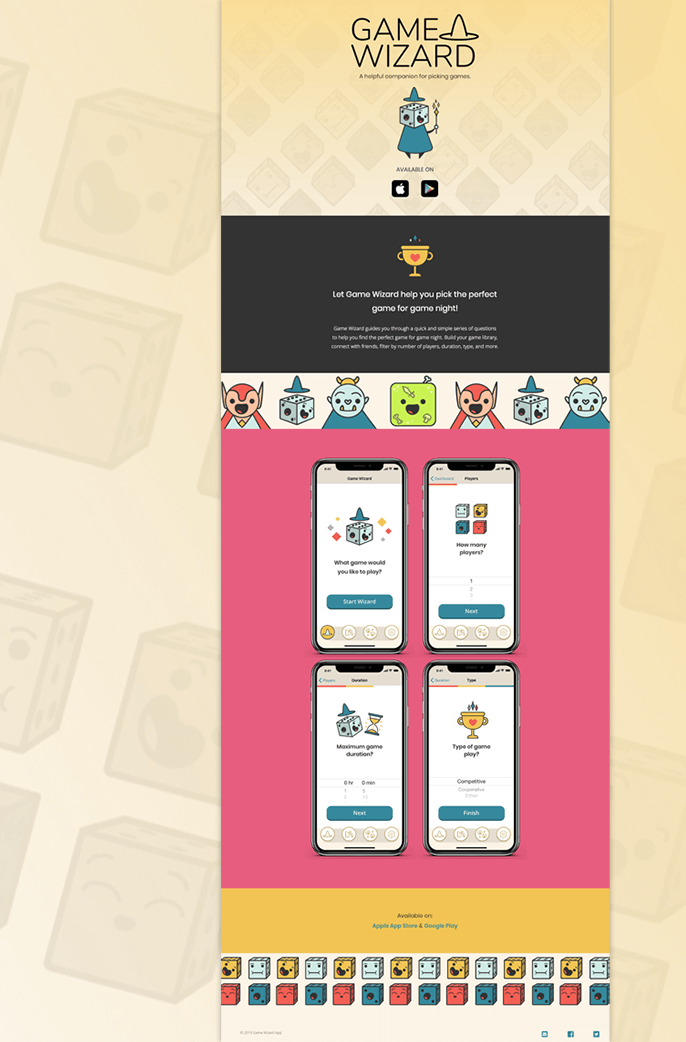 GAME
WIZARD
A helpful companion for picking games.
AVAILABLE ON
Let Game Wizard help you pick the perfect
game for game night!
Game Wizard guides you through a quick and simple series of questions
to help you find the perfect game for game night. Build your game library,
connect with friends, filter by number of players, duration, type, and more.
9:41
Game Wizard
What game would
you like to play?
Start Wizard
9:41
Dashboard
Players
How many
players?
1
2
3
Next
9:41
Players
Duration
Maximum game
duration?
0 hr 0 min
1 5
2 10
Next
9:41
Duration
Type
Type of game
play?
Competitive
Cooperative
Either
Finish
Available on:
Apple App Store & Google Play
© 2019 Game Wizard App